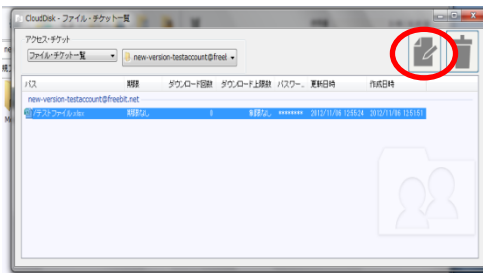 CloudDisk - ファイル・チケット一覧
アクセス・チケット
ファイル・チケット一覧
new-version-testaccount@freel
パス 期限 ダウンロード回数 ダウンロード上限数 パスワー... 更新日時 作成日時
new-version-testaccount@freebit.net
/テストファイル.xlsx 期限なし 0 制限なし ******** 2012/11/06 12:55:24 2012/11/06 12:51:51